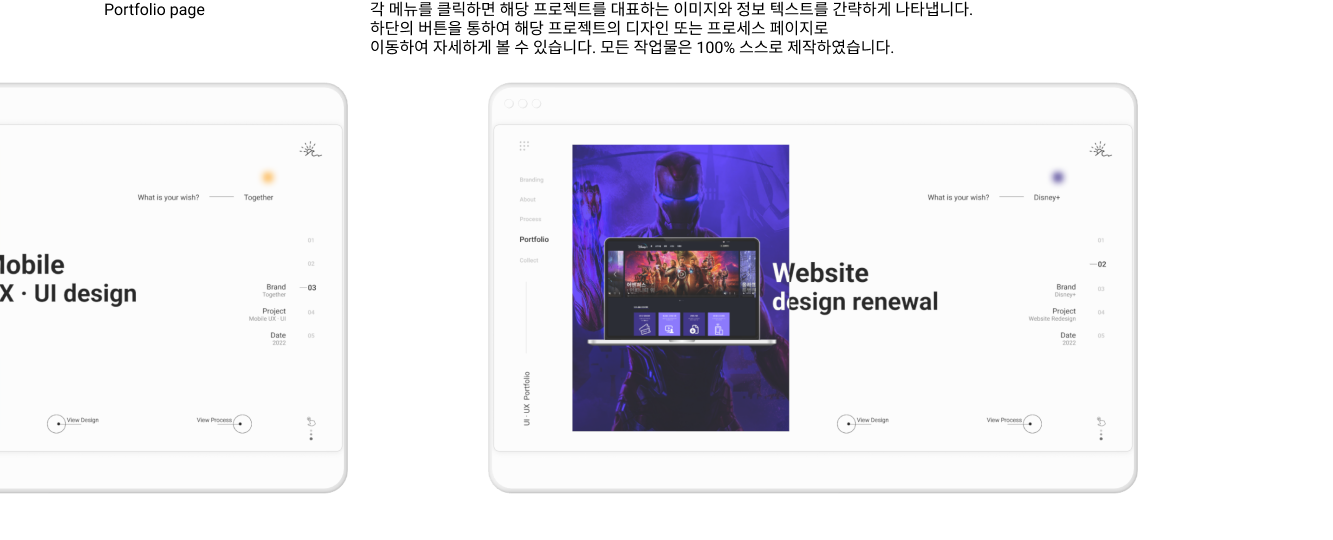 Portfolio page
각 메뉴를 클릭하면 해당 프로젝트를 대표하는 이미지와 정보 텍스트를 간략하게 나타냅니다.
하단의 버튼을 통하여 해당 프로젝트의 디자인 또는 프로세스 페이지로
이동하여 자세하게 볼 수 있습니다. 모든 작업물은 100% 스스로 제작하였습니다.
What is your wish?
Together
obile
X · UI design
01
02
03
04
05
Brand
Together
Project
Mobile UX · UI
Date
2022
View Design
View Process
Branding
About
Process
Portfolio
UI · UX Portfolio
What is your wish?
Disney+
Website
design renewal
01
02
03
04
05
Brand
Disney+
Project
Website Redesign
Date
2022
View Design
View Process